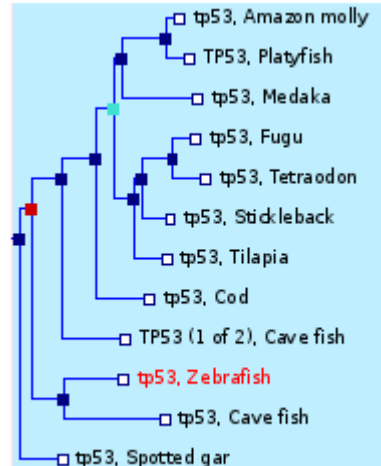 tp53, Amazon molly
TP53, Platyfish
tp53, Medaka
tp53, Fugu
tp53, Tetraodon
tp53, Stickleback
tp53, Tilapia
tp53, Cod
TP53 (1 of 2), Cave fish
tp53, Zebrafish
tp53, Cave fish
tp53, Spotted gar